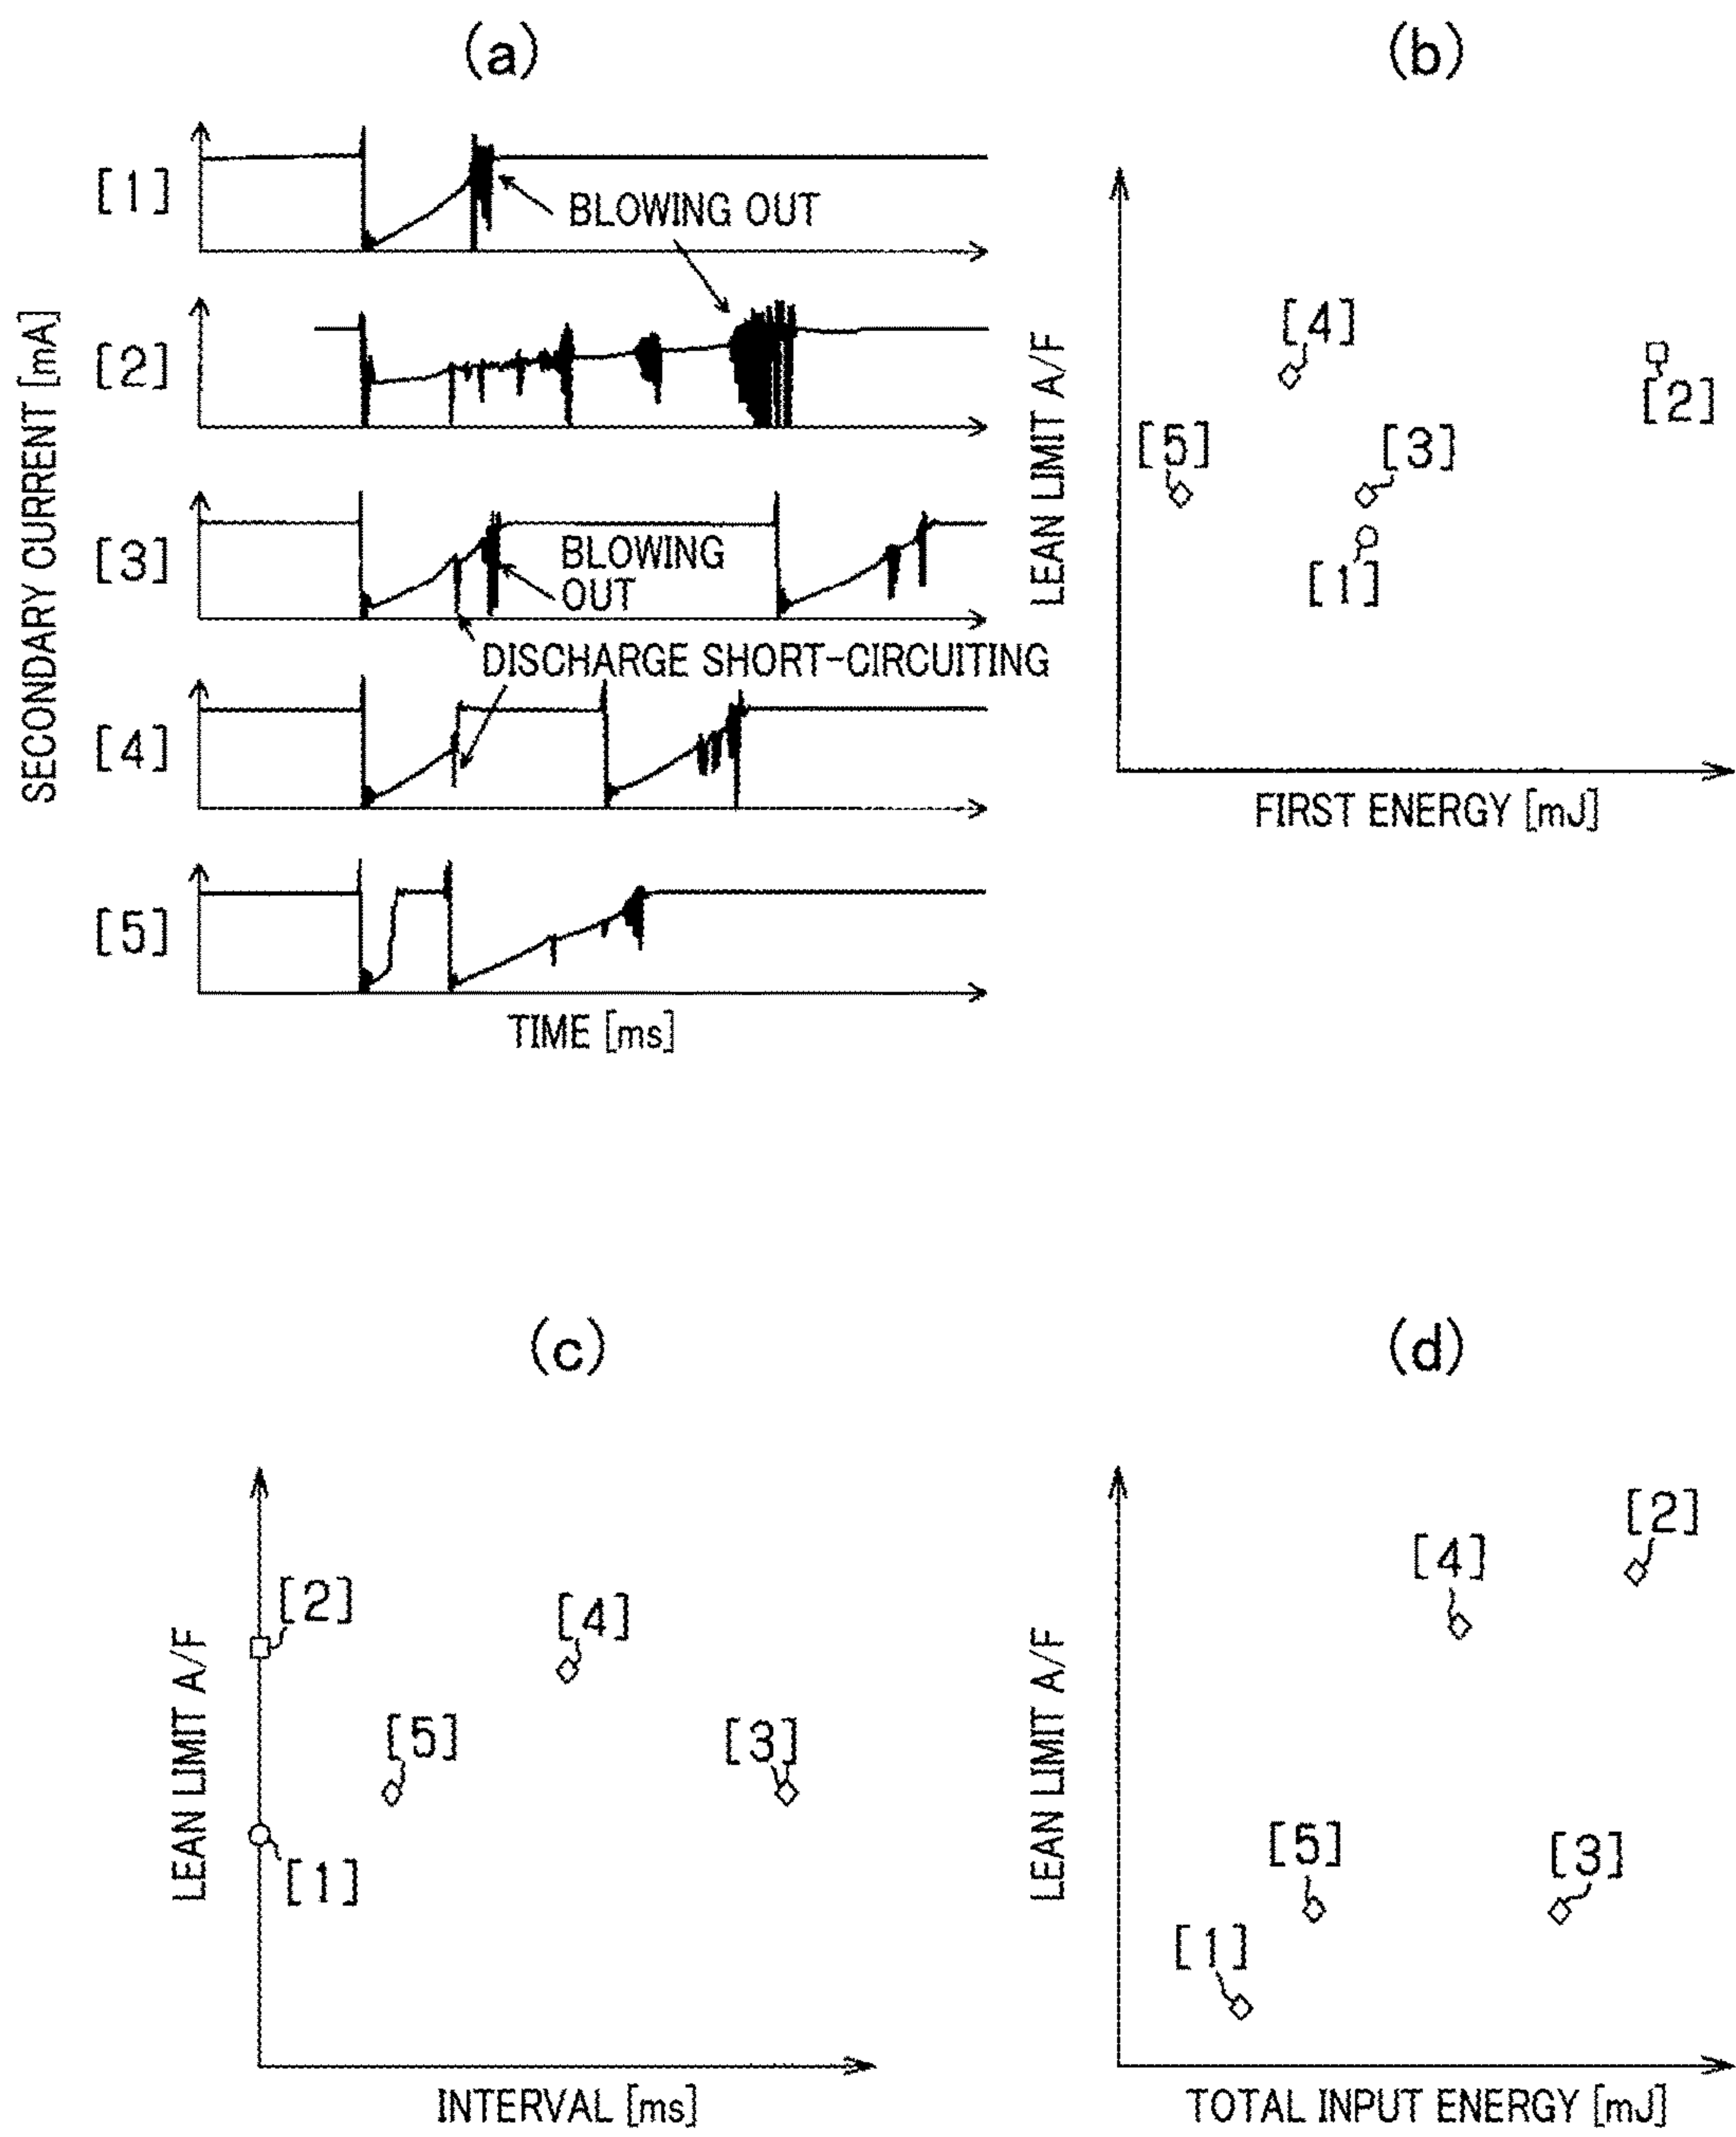 (a)
SECONDARY CURRENT [mA]
[1]
BLOWING OUT
[2]
[3]
BLOWING
OUT
DISCHARGE SHORT-CIRCUITING
[4]
[5]
TIME [ms]
(b)
LEAN LIMIT A/F
[4]
[2]
[5]
[3]
[1]
FIRST ENERGY [mJ]
(c)
LEAN LIMIT A/F
[2]
[4]
[5]
[3]
[1]
INTERVAL [ms]
(d)
LEAN LIMIT A/F
[2]
[4]
[5]
[3]
[1]
TOTAL INPUT ENERGY [mJ]